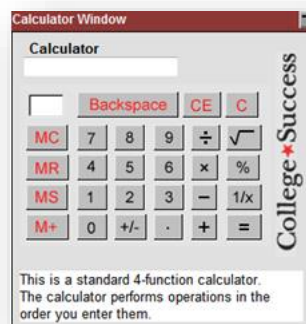 Calculator Window
Calculator
Backspace CE C
MC 7 8 9 ÷ √
MR 4 5 6 × %
MS 1 2 3 − 1/x
M+ 0 +/- · + =
College★Success
This is a standard 4-function calculator.
The calculator performs operations in the
order you enter them.